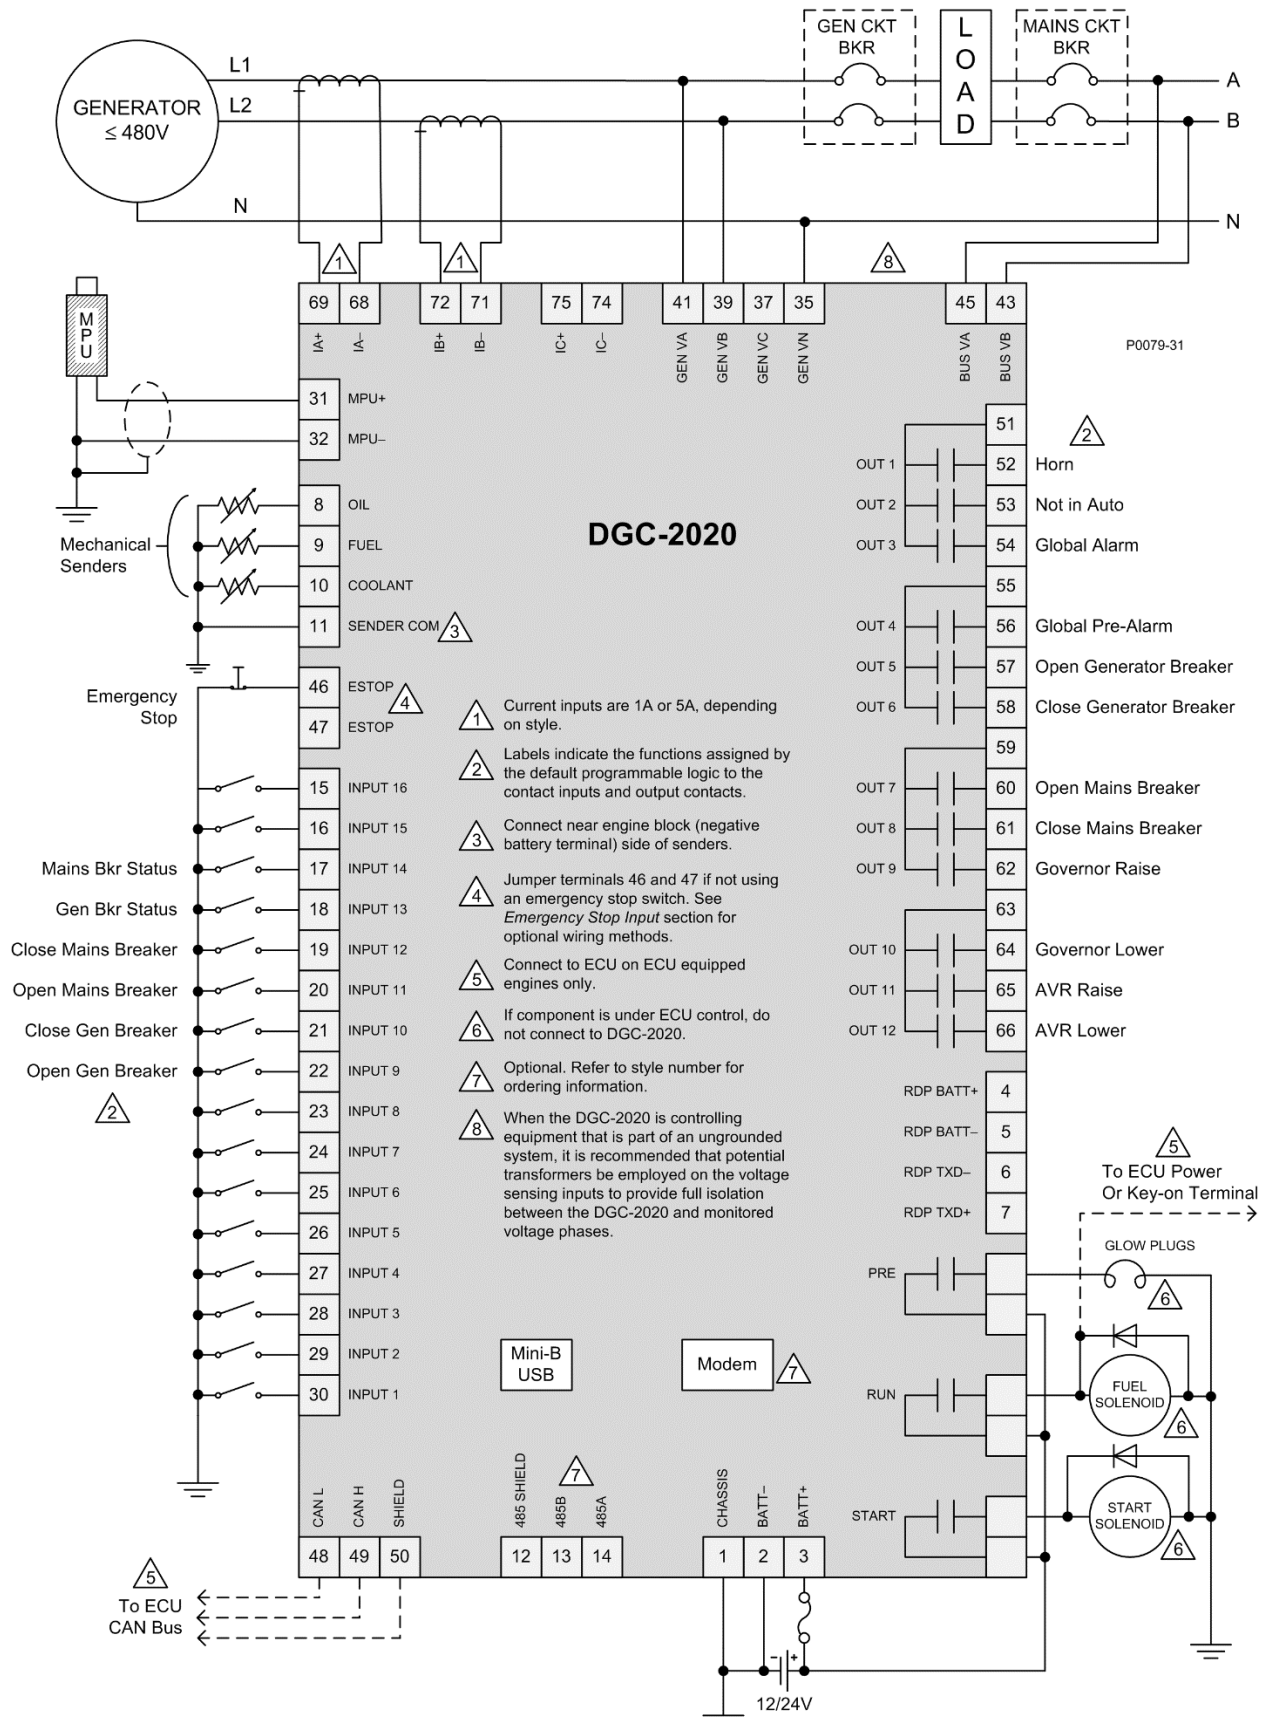 GEN CKT
BKR
LOAD
MAINS CKT
BKR
L1
A
GENERATOR
≤ 480V
L2
B
N
N
1
1
8
69
68
72
71
75
74
41
39
37
35
45
43
IA+
IA–
IB+
IB–
IC+
IC–
GEN VA
GEN VB
GEN VC
GEN VN
BUS VA
BUS VB
P0079-31
MPU
31 MPU+
32 MPU–
Mechanical
Senders
8 OIL
9 FUEL
10 COOLANT
11 SENDER COM 3
Emergency
Stop
46 ESTOP
4
47 ESTOP
15 INPUT 16
16 INPUT 15
Mains Bkr Status 17 INPUT 14
Gen Bkr Status 18 INPUT 13
Close Mains Breaker 19 INPUT 12
Open Mains Breaker 20 INPUT 11
Close Gen Breaker 21 INPUT 10
Open Gen Breaker 22 INPUT 9
2
23 INPUT 8
24 INPUT 7
25 INPUT 6
26 INPUT 5
27 INPUT 4
28 INPUT 3
29 INPUT 2
30 INPUT 1
DGC-2020
1 Current inputs are 1A or 5A, depending
on style.
2 Labels indicate the functions assigned by
the default programmable logic to the
contact inputs and output contacts.
3 Connect near engine block (negative
battery terminal) side of senders.
4 Jumper terminals 46 and 47 if not using
an emergency stop switch. See
Emergency Stop Input section for
optional wiring methods.
5 Connect to ECU on ECU equipped
engines only.
6 If component is under ECU control, do
not connect to DGC-2020.
7 Optional. Refer to style number for
ordering information.
8 When the DGC-2020 is controlling
equipment that is part of an ungrounded
system, it is recommended that potential
transformers be employed on the voltage
sensing inputs to provide full isolation
between the DGC-2020 and monitored
voltage phases.
51
2
OUT 1 52 Horn
OUT 2 53 Not in Auto
OUT 3 54 Global Alarm
55
OUT 4 56 Global Pre-Alarm
OUT 5 57 Open Generator Breaker
OUT 6 58 Close Generator Breaker
59
OUT 7 60 Open Mains Breaker
OUT 8 61 Close Mains Breaker
OUT 9 62 Governor Raise
63
OUT 10 64 Governor Lower
OUT 11 65 AVR Raise
OUT 12 66 AVR Lower
RDP BATT+ 4
RDP BATT– 5
RDP TXD– 6
RDP TXD+ 7
5
To ECU Power
Or Key-on Terminal
GLOW PLUGS
PRE
6
RUN
FUEL
SOLENOID
6
START
START
SOLENOID
6
Mini-B
USB
Modem
7
CAN L
CAN H
SHIELD
485 SHIELD
485B
485A
7
CHASSIS
BATT–
BATT+
48
49
50
12
13
14
1
2
3
5
To ECU
CAN Bus
- +
12/24V